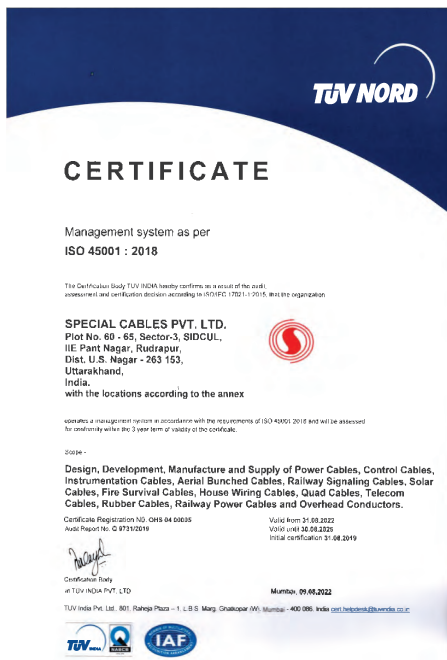 TÜV NORD
CERTIFICATE
Management system as per
ISO 45001 : 2018
The Certification Body TÜV INDIA hereby confirms as a result of the audit,
assessment and certification decision according to ISO/IEC 17021-1:2015, that the organization
SPECIAL CABLES PVT. LTD.
Plot No. 60 - 65, Sector-3, SIDCUL,
IIE Pant Nagar, Rudrapur,
Dist. U.S. Nagar - 263 153,
Uttarakhand,
India.
with the locations according to the annex
operates a management system in accordance with the requirements of ISO 45001:2018 and will be assessed
for conformity within the 3 year term of validity of the certificate.
Scope -
Design, Development, Manufacture and Supply of Power Cables, Control Cables,
Instrumentation Cables, Aerial Bunched Cables, Railway Signaling Cables, Solar
Cables, Fire Survival Cables, House Wiring Cables, Quad Cables, Telecom
Cables, Rubber Cables, Railway Power Cables and Overhead Conductors.
Certificate Registration No. OHS 04 00095
Audit Report No. Q 9731/2019
Valid from 31.08.2022
Valid until 30.08.2025
Initial certification 31.08.2019
Certification Body
at TÜV INDIA PVT. LTD.
Mumbai, 09.08.2022
TÜV India Pvt. Ltd., 801, Raheja Plaza – 1, L.B.S. Marg, Ghatkopar (W), Mumbai - 400 086, India cert.helpdesk@tuvindia.co.in
TÜV INDIA
NABCB
IAF